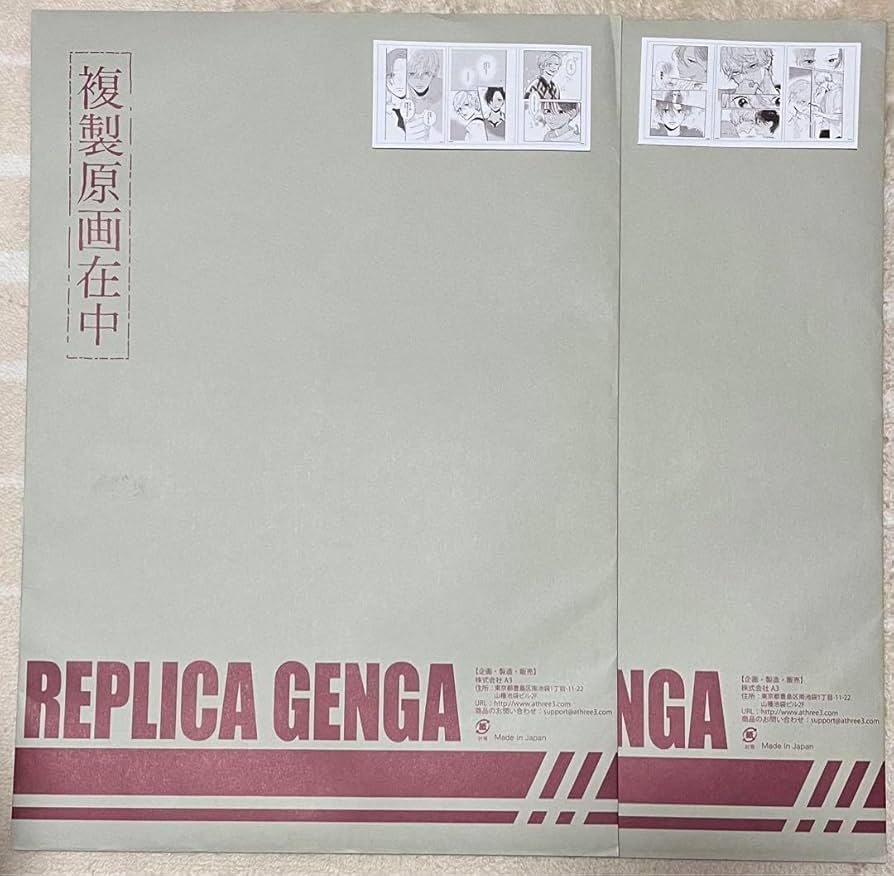 複製原画在中
REPLICA GENGA
【企画・製造・販売】
株式会社 A3
住所：東京都豊島区南池袋1丁目-11-22
山種池袋ビル2F
URL：http://www.athree3.com
商品のお問い合わせ：support@athree3.com
紙
封筒
Made in Japan
NGA
【企画・製造・販売】
株式会社 A3
住所：東京都豊島区南池袋1丁目-11-22
山種池袋ビル2F
URL：http://www.athree3.com
商品のお問い合わせ：support@athree3.com
紙
封筒
Made in Japan